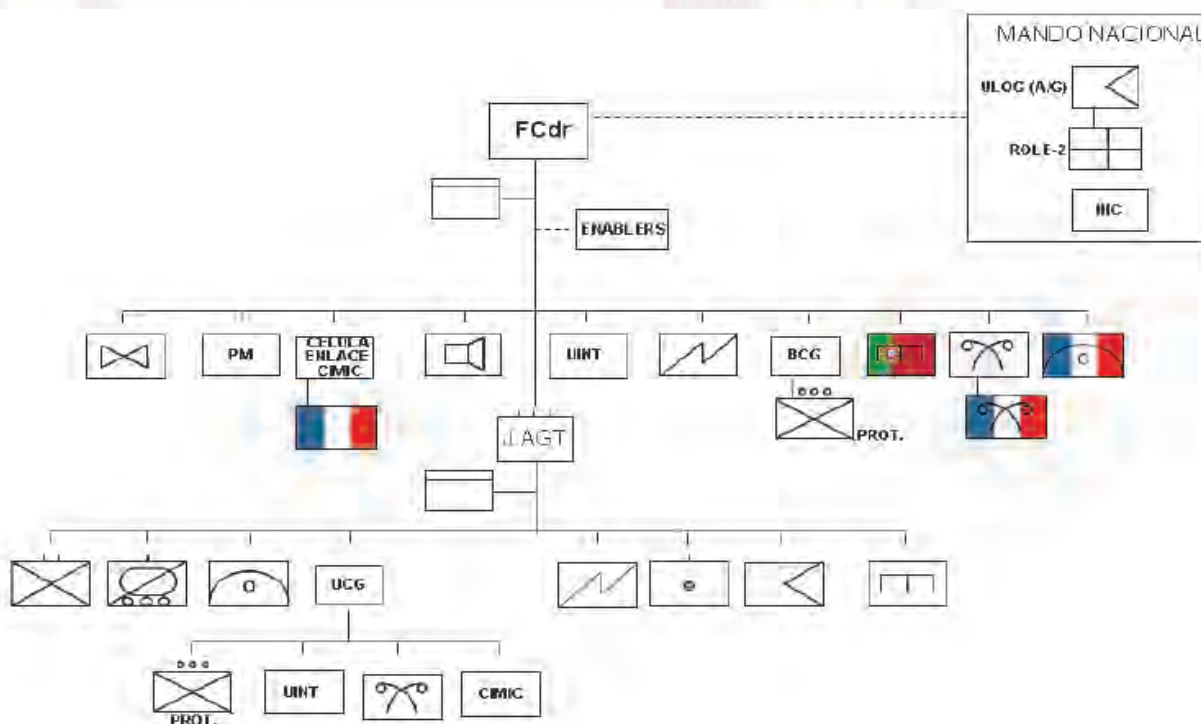 MANDO NACIONAL
ULOG (A/G)
FCdr
ROLE-2
NIC
ENABLERS
PM
CELULA
ENLACE
CIMIC
UINT
BCG
PROT.
AGT
UCG
UINT
CIMIC
PROT.